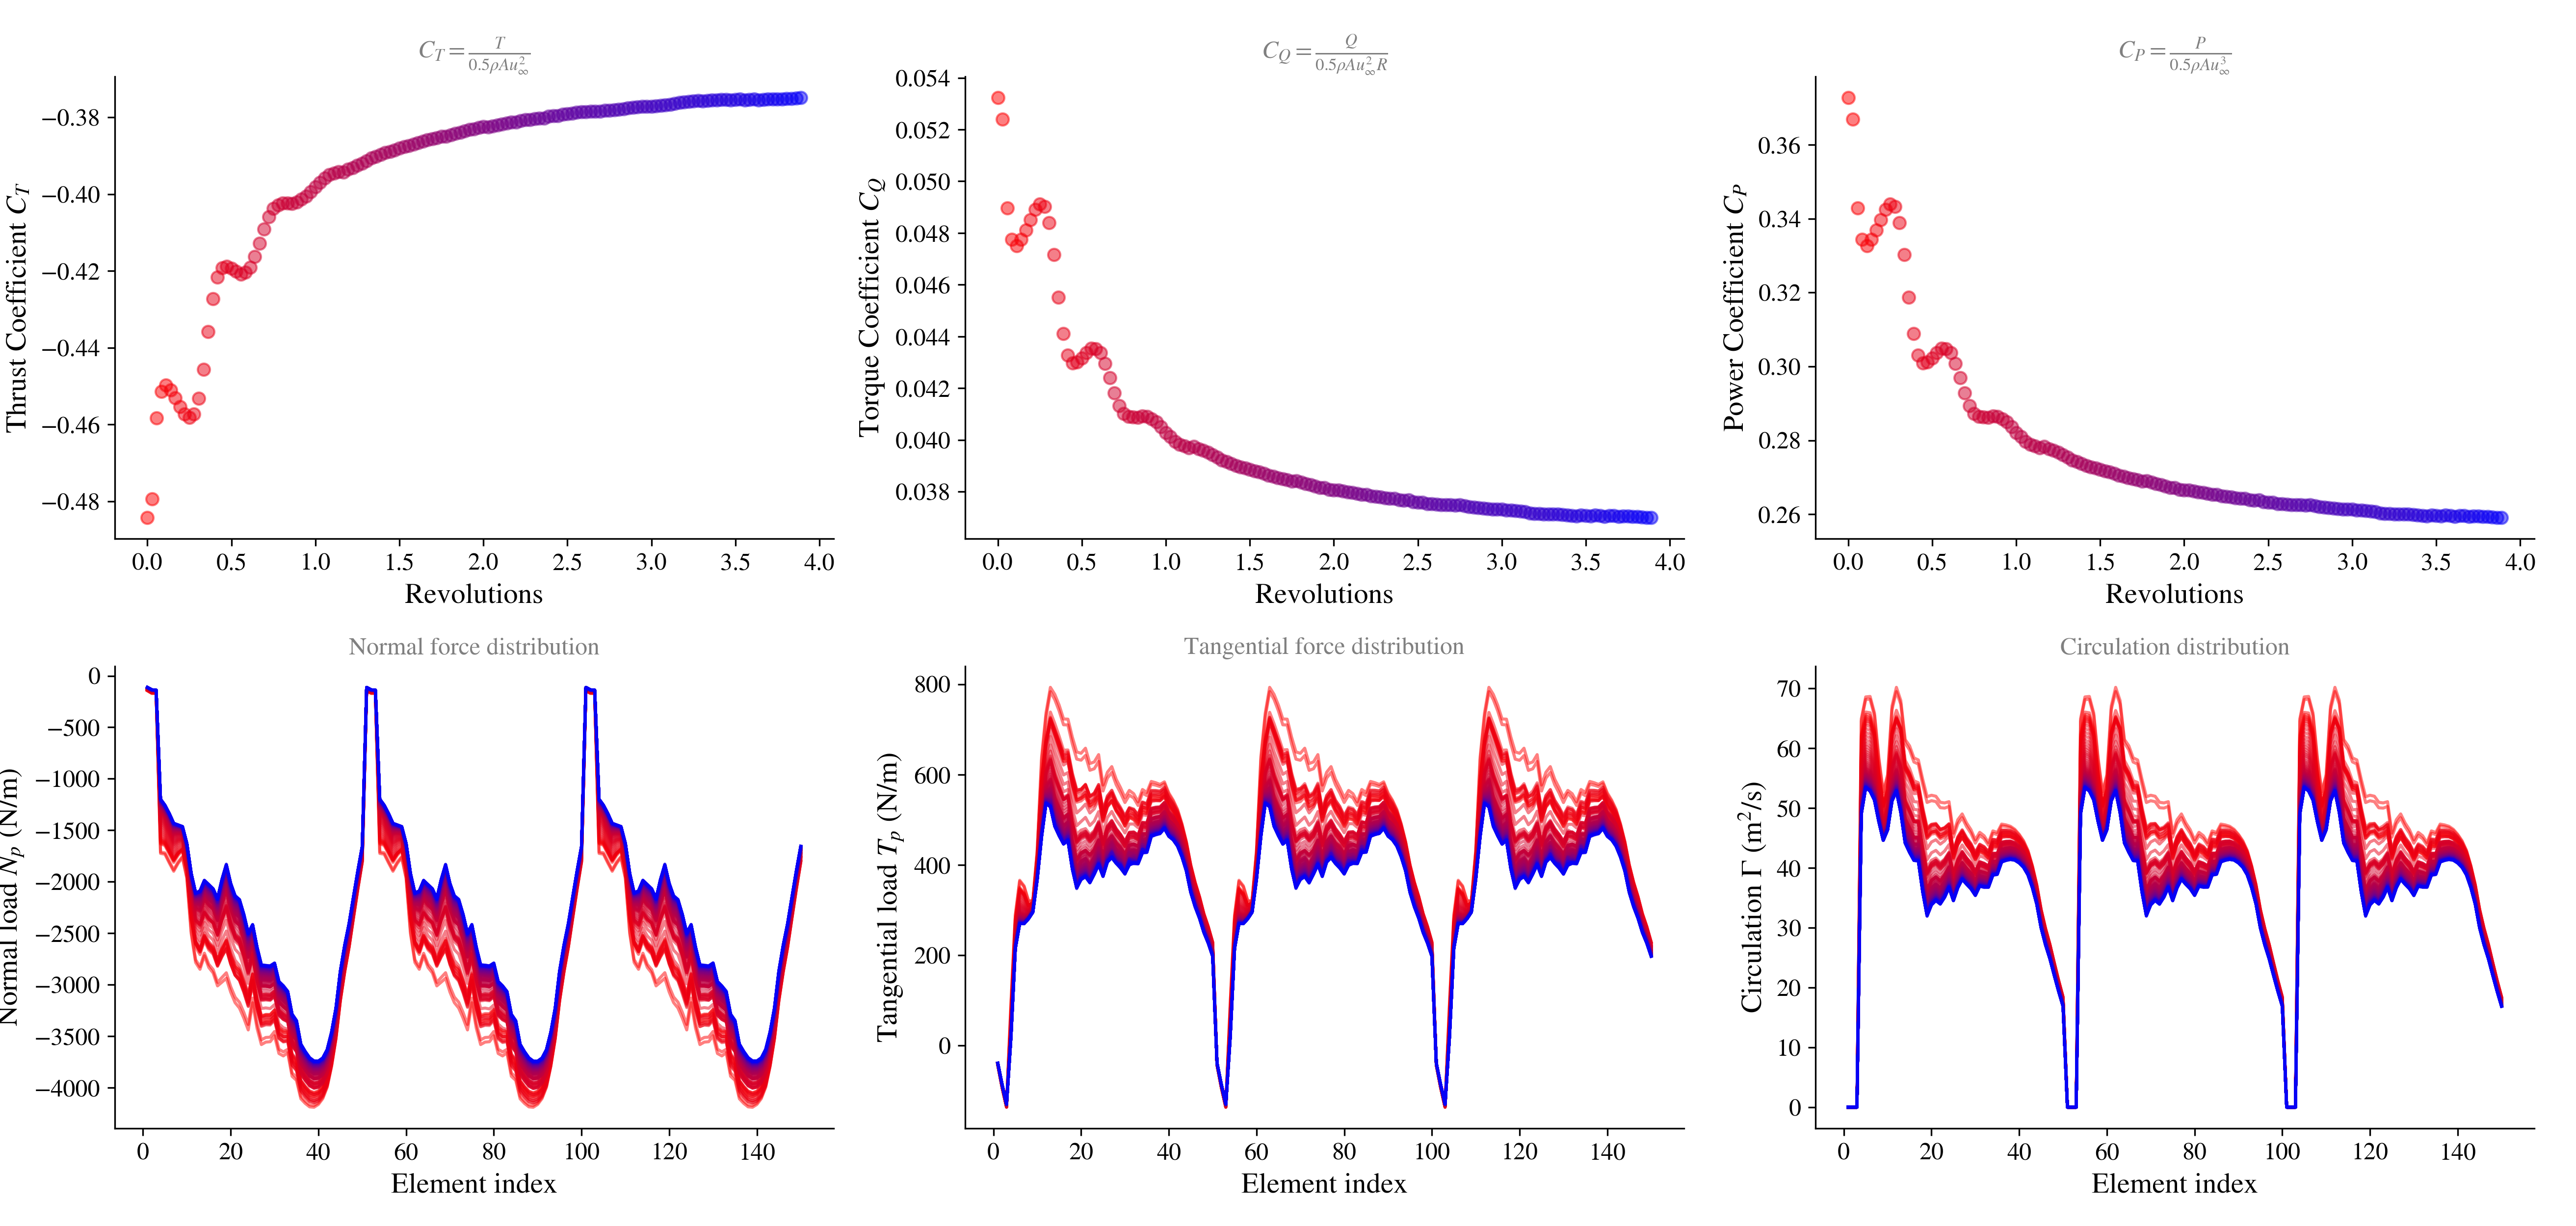 C_T = T / 0.5ρAu_∞^2
−0.38
−0.40
−0.42
−0.44
−0.46
−0.48
Thrust Coefficient C_T
0.0 0.5 1.0 1.5 2.0 2.5 3.0 3.5 4.0
Revolutions
C_Q = Q / 0.5ρAu_∞^2R
0.054
0.052
0.050
0.048
0.046
0.044
0.042
0.040
0.038
Torque Coefficient C_Q
0.0 0.5 1.0 1.5 2.0 2.5 3.0 3.5 4.0
Revolutions
C_P = P / 0.5ρAu_∞^3
0.36
0.34
0.32
0.30
0.28
0.26
Power Coefficient C_P
0.0 0.5 1.0 1.5 2.0 2.5 3.0 3.5 4.0
Revolutions
Normal force distribution
0
−500
−1000
−1500
−2000
−2500
−3000
−3500
−4000
Normal load N_p (N/m)
0 20 40 60 80 100 120 140
Element index
Tangential force distribution
800
600
400
200
0
Tangential load T_p (N/m)
0 20 40 60 80 100 120 140
Element index
Circulation distribution
70
60
50
40
30
20
10
0
Circulation Γ (m²/s)
0 20 40 60 80 100 120 140
Element index